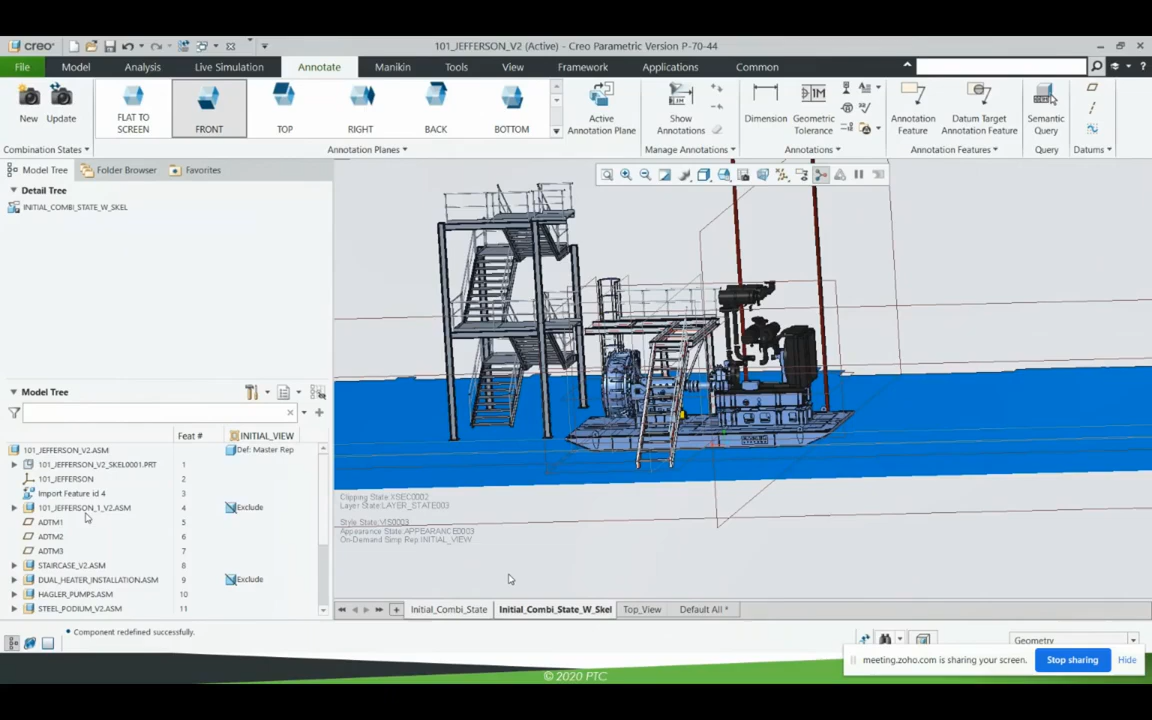 creo
101_JEFFERSON_V2 (Active) - Creo Parametric Version P-70-44
File Model Analysis Live Simulation Annotate Manikin Tools View Framework Applications Common
New Update FLAT TO SCREEN FRONT TOP RIGHT BACK BOTTOM Active Annotation Plane Show Annotations Dimension Geometric Tolerance Annotation Feature Datum Target Annotation Feature Semantic Query
Combination States Annotation Planes Manage Annotations Annotations Annotation Features Query Datums
Model Tree Folder Browser Favorites
Detail Tree
INITIAL_COMBI_STATE_W_SKEL
Model Tree
Feat # INITIAL_VIEW
101_JEFFERSON_V2.ASM Def: Master Rep
101_JEFFERSON_V2_SKEL0001.PRT 1
101_JEFFERSON 2
Import Feature id 4 3
101_JEFFERSON_1_V2.ASM 4 Exclude
ADTM1 5
ADTM2 6
ADTM3 7
STAIRCASE_V2.ASM 8
DUAL_HEATER_INSTALLATION.ASM 9 Exclude
HAGLER_PUMPS.ASM 10
STEEL_PODIUM_V2.ASM 11
Clipping State:XSEC0002
Layer State:LAYER_STATE003
Style State:VIS0003
Appearance State:APPEARANCE0003
On-Demand Simp Rep:INITIAL_VIEW
Initial_Combi_State Initial_Combi_State_W_Skel Top_View Default All *
• Component redefined successfully.
Geometry
meeting.zoho.com is sharing your screen. Stop sharing Hide
© 2020 PTC